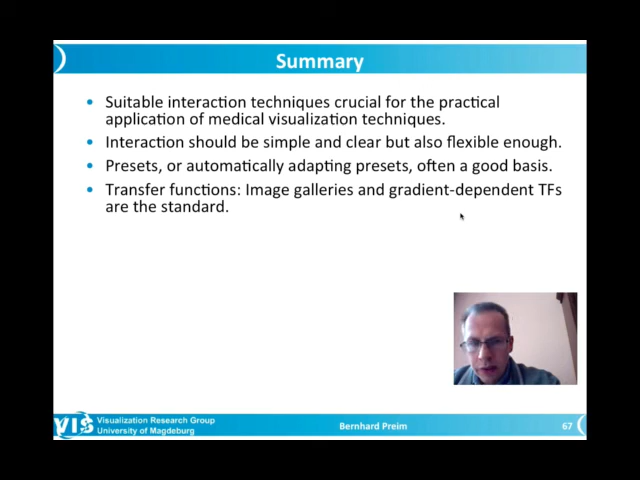 Summary
• Suitable interaction techniques crucial for the practical
application of medical visualization techniques.
• Interaction should be simple and clear but also flexible enough.
• Presets, or automatically adapting presets, often a good basis.
• Transfer functions: Image galleries and gradient-dependent TFs
are the standard.
VIS Visualization Research Group
University of Magdeburg
Bernhard Preim
67